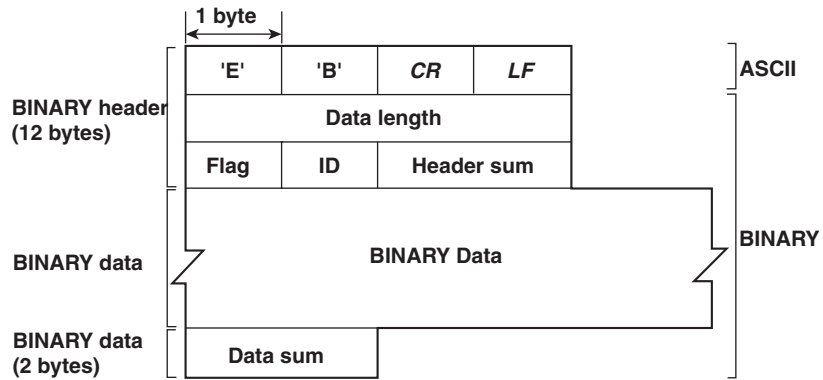 1 byte
'E' 'B' CR LF ASCII
BINARY header
(12 bytes)
Data length
Flag ID Header sum
BINARY data
BINARY Data
BINARY
BINARY data
(2 bytes)
Data sum